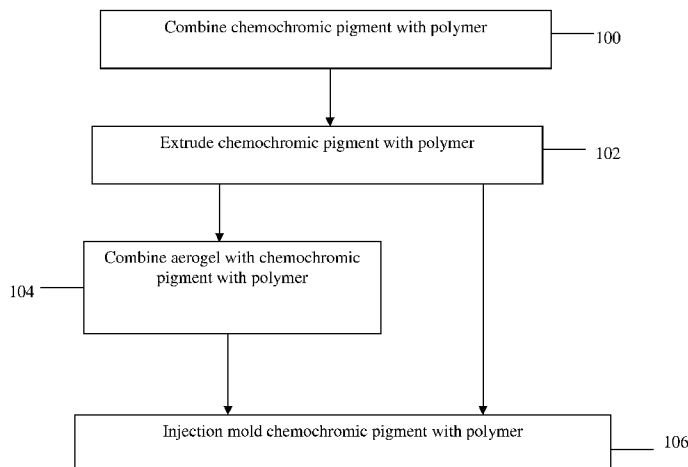 Combine chemochromic pigment with polymer
100
Extrude chemochromic pigment with polymer
102
Combine aerogel with chemochromic
pigment with polymer
104
Injection mold chemochromic pigment with polymer
106